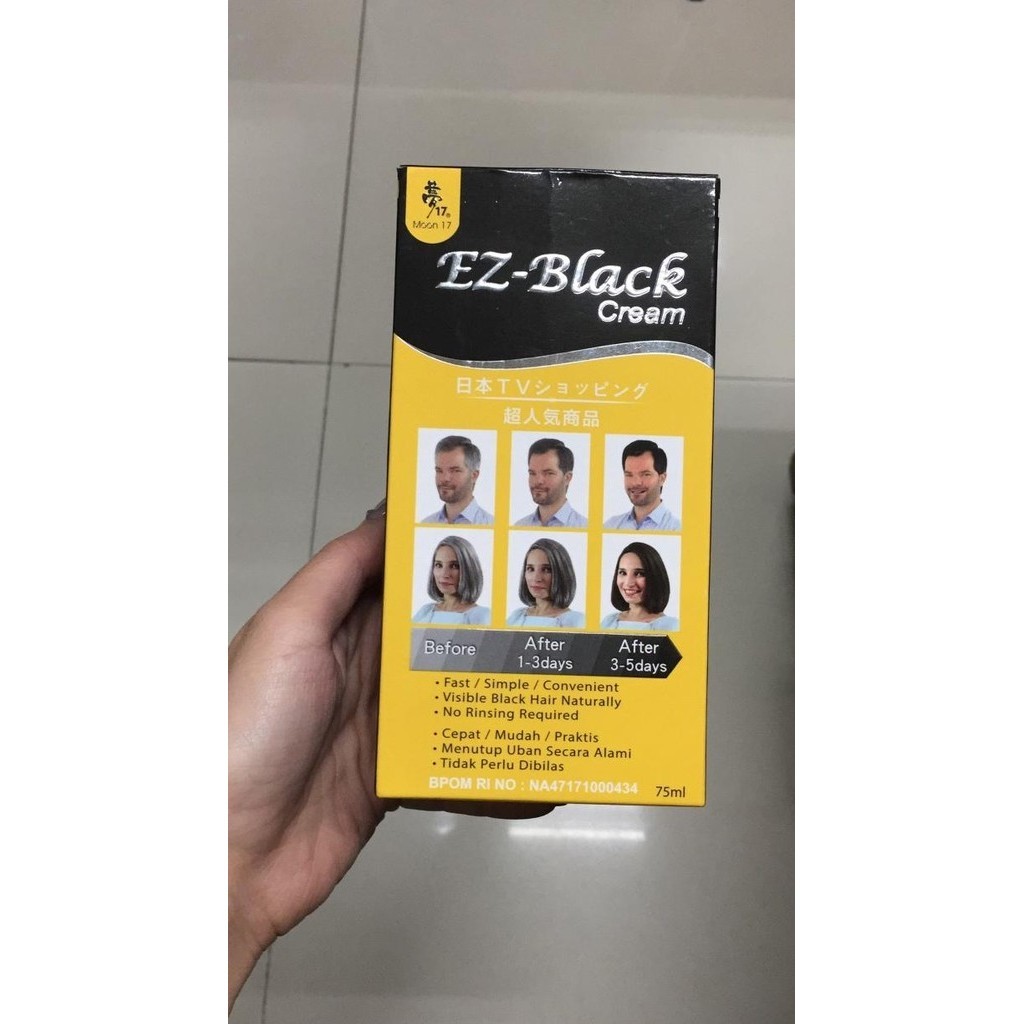 夢
17®
Moon 17
EZ-Black
Cream
日本TVショッピング
超人気商品
Before
After
1-3days
After
3-5days
• Fast / Simple / Convenient
• Visible Black Hair Naturally
• No Rinsing Required
• Cepat / Mudah / Praktis
• Menutup Uban Secara Alami
• Tidak Perlu Dibilas
BPOM RI NO : NA47171000434
75ml